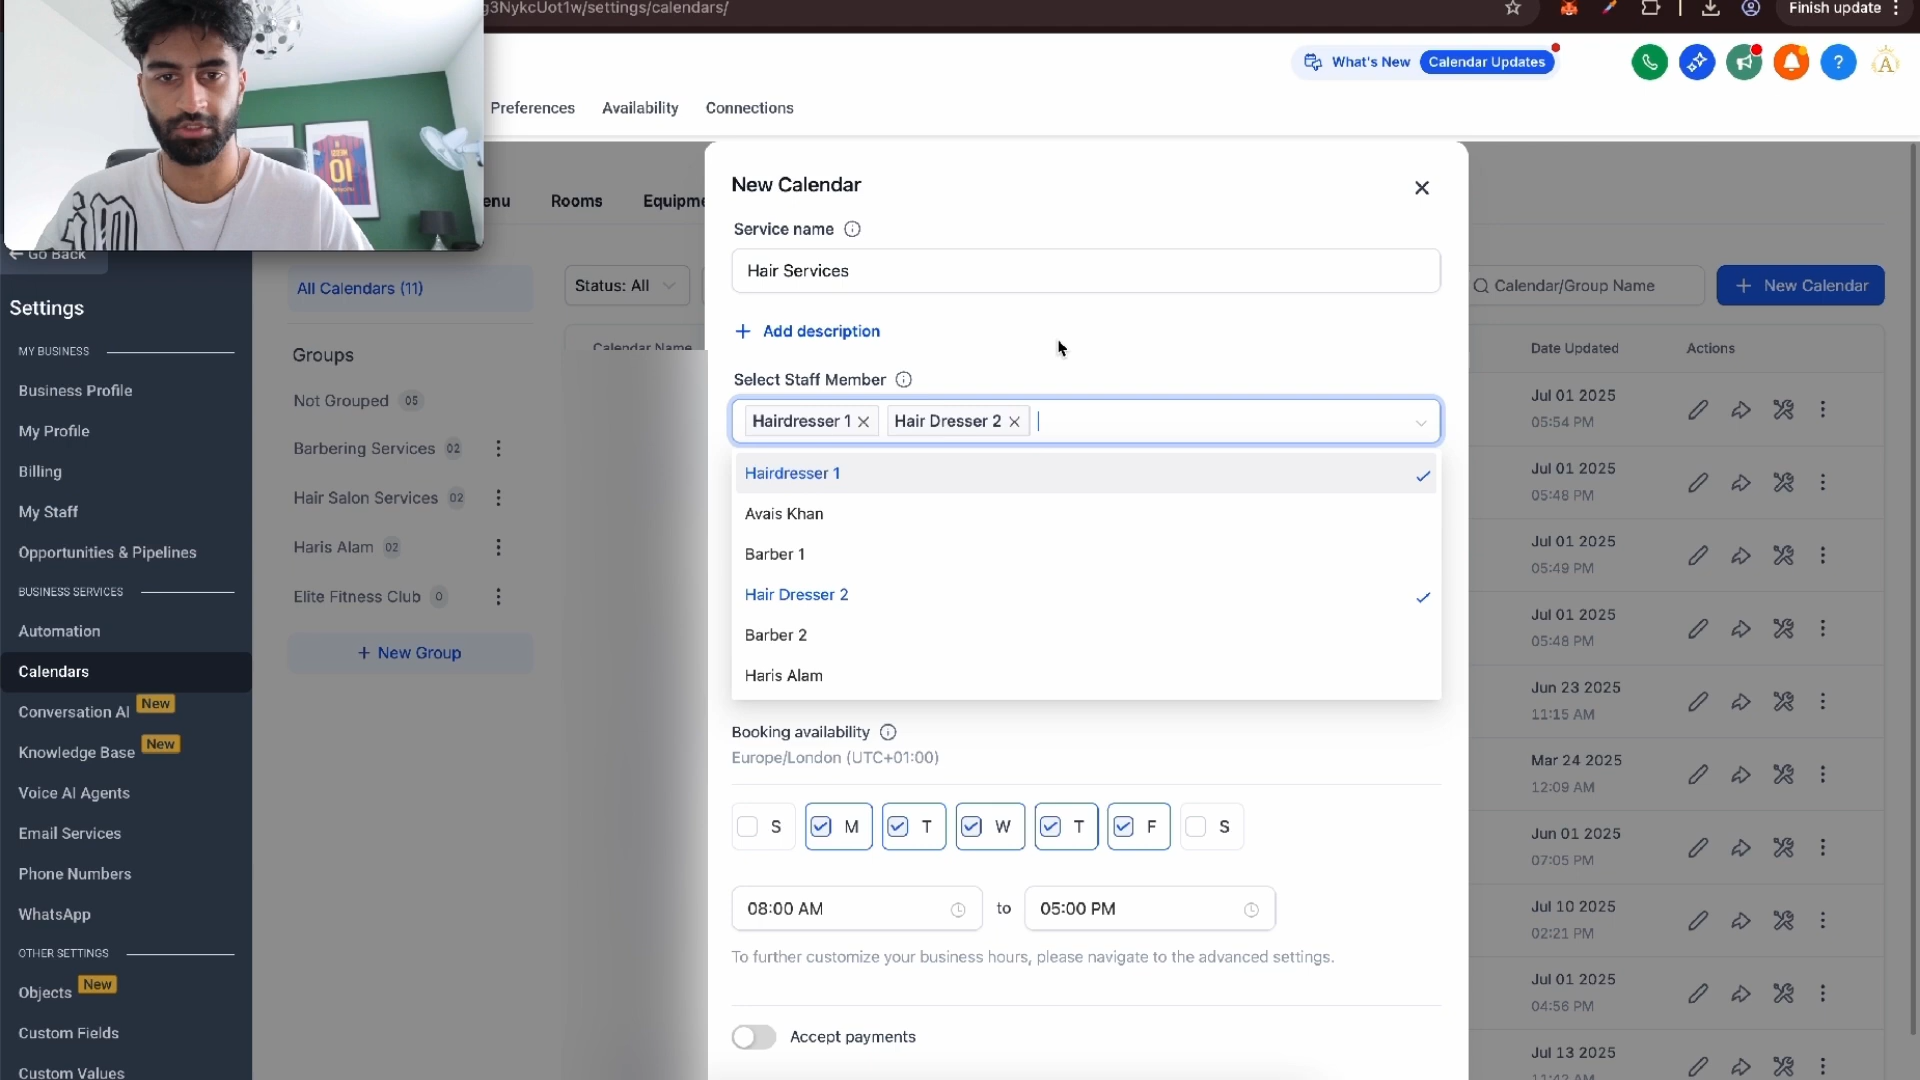 g3NykcUot1w/settings/calendars/
Finish update
What's New
Calendar Updates
Preferences
Availability
Connections
enu
Rooms
Equipme
Go Back
Settings
MY BUSINESS
Business Profile
My Profile
Billing
My Staff
Opportunities & Pipelines
BUSINESS SERVICES
Automation
Calendars
Conversation AI New
Knowledge Base New
Voice AI Agents
Email Services
Phone Numbers
WhatsApp
OTHER SETTINGS
Objects New
Custom Fields
Custom Values
All Calendars (11)
Groups
Not Grouped 05
Barbering Services 02
Hair Salon Services 02
Haris Alam 02
Elite Fitness Club 0
+ New Group
Status: All
Calendar Name
New Calendar
Service name
Hair Services
+ Add description
Select Staff Member
Hairdresser 1
Hair Dresser 2
Hairdresser 1
Avais Khan
Barber 1
Hair Dresser 2
Barber 2
Haris Alam
Booking availability
Europe/London (UTC+01:00)
S M T W T F S
08:00 AM to 05:00 PM
To further customize your business hours, please navigate to the advanced settings.
Accept payments
Calendar/Group Name
+ New Calendar
Date Updated
Actions
Jul 01 2025
05:54 PM
Jul 01 2025
05:48 PM
Jul 01 2025
05:49 PM
Jul 01 2025
05:48 PM
Jun 23 2025
11:15 AM
Mar 24 2025
12:09 AM
Jun 01 2025
07:05 PM
Jul 10 2025
02:21 PM
Jul 01 2025
04:56 PM
Jul 13 2025